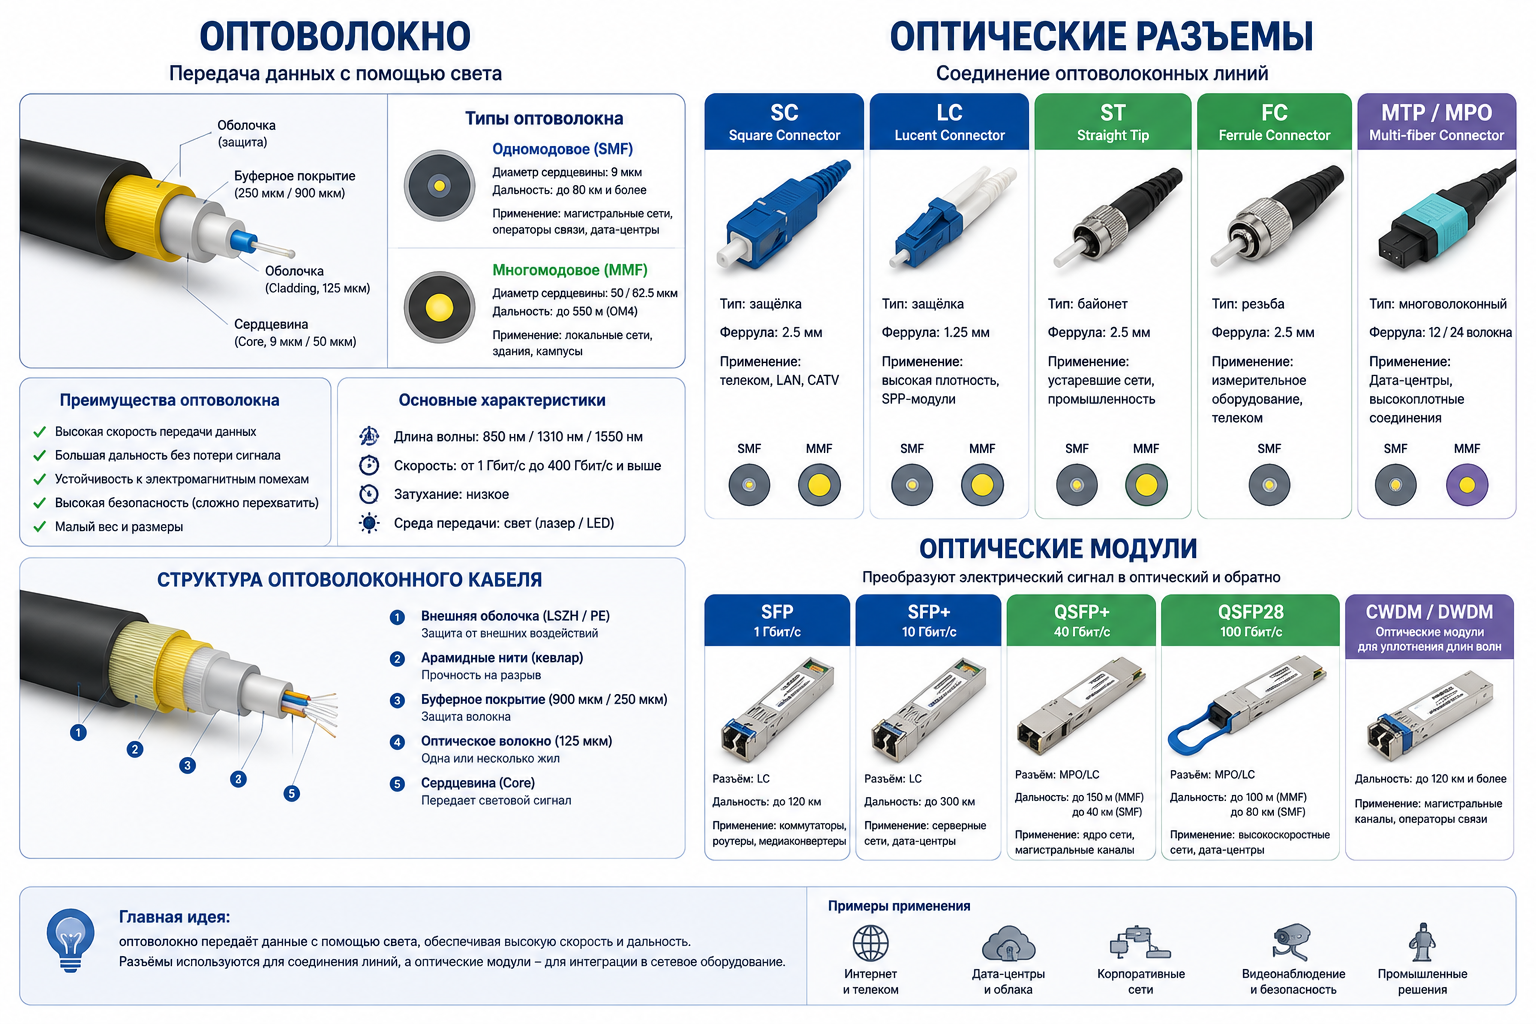 ОПТОВОЛОКНО
Передача данных с помощью света
Оболочка
(защита)
Буферное покрытие
(250 мкм / 900 мкм)
Оболочка
(Cladding, 125 мкм)
Сердцевина
(Core, 9 мкм / 50 мкм)
Типы оптоволокна
Одномодовое (SMF)
Диаметр сердцевины: 9 мкм
Дальность: до 80 км и более
Применение: магистральные сети,
операторы связи, дата-центры
Многомодовое (MMF)
Диаметр сердцевины: 50 / 62.5 мкм
Дальность: до 550 м (OM4)
Применение: локальные сети,
здания, кампусы
Преимущества оптоволокна
Высокая скорость передачи данных
Большая дальность без потери сигнала
Устойчивость к электромагнитным помехам
Высокая безопасность (сложно перехватить)
Малый вес и размеры
Основные характеристики
Длина волны: 850 нм / 1310 нм / 1550 нм
Скорость: от 1 Гбит/с до 400 Гбит/с и выше
Затухание: низкое
Среда передачи: свет (лазер / LED)
СТРУКТУРА ОПТОВОЛОКОННОГО КАБЕЛЯ
1
2
3
3
5
1 Внешняя оболочка (LSZH / PE)
Защита от внешних воздействий
2 Арамидные нити (кевлар)
Прочность на разрыв
3 Буферное покрытие (900 мкм / 250 мкм)
Защита волокна
4 Оптическое волокно (125 мкм)
Одна или несколько жил
5 Сердцевина (Core)
Передает световой сигнал
ОПТИЧЕСКИЕ РАЗЪЕМЫ
Соединение оптоволоконных линий
SC
Square Connector
Тип: защёлка
Феррула: 2.5 мм
Применение:
телеком, LAN, CATV
SMF MMF
LC
Lucent Connector
Тип: защёлка
Феррула: 1.25 мм
Применение:
высокая плотность,
SPP-модули
SMF MMF
ST
Straight Tip
Тип: байонет
Феррула: 2.5 мм
Применение:
устаревшие сети,
промышленность
SMF MMF
FC
Ferrule Connector
Тип: резьба
Феррула: 2.5 мм
Применение:
измерительное
оборудование,
телеком
SMF
MTP / MPO
Multi-fiber Connector
Тип: многоволоконный
Феррула: 12 / 24 волокна
Применение:
Дата-центры,
высокоплотные
соединения
SMF MMF
ОПТИЧЕСКИЕ МОДУЛИ
Преобразуют электрический сигнал в оптический и обратно
SFP
1 Гбит/с
Разъём: LC
Дальность: до 120 км
Применение: коммутаторы,
роутеры, медиаконвертеры
SFP+
10 Гбит/с
Разъём: LC
Дальность: до 300 км
Применение: серверные
сети, дата-центры
QSFP+
40 Гбит/с
Разъём: MPO/LC
Дальность: до 150 м (MMF)
до 40 км (SMF)
Применение: ядро сети,
магистральные каналы
QSFP28
100 Гбит/с
Разъём: MPO/LC
Дальность: до 100 м (MMF)
до 80 км (SMF)
Применение: высокоскоростные
сети, дата-центры
CWDM / DWDM
Оптические модули
для уплотнения длин волн
Дальность: до 120 км и более
Применение: магистральные
каналы, операторы связи
Главная идея:
оптоволокно передаёт данные с помощью света, обеспечивая высокую скорость и дальность.
Разъёмы используются для соединения линий, а оптические модули – для интеграции в сетевое оборудование.
Примеры применения
Интернет
и телеком
Дата-центры
и облака
Корпоративные
сети
Видеонаблюдение
и безопасность
Промышленные
решения